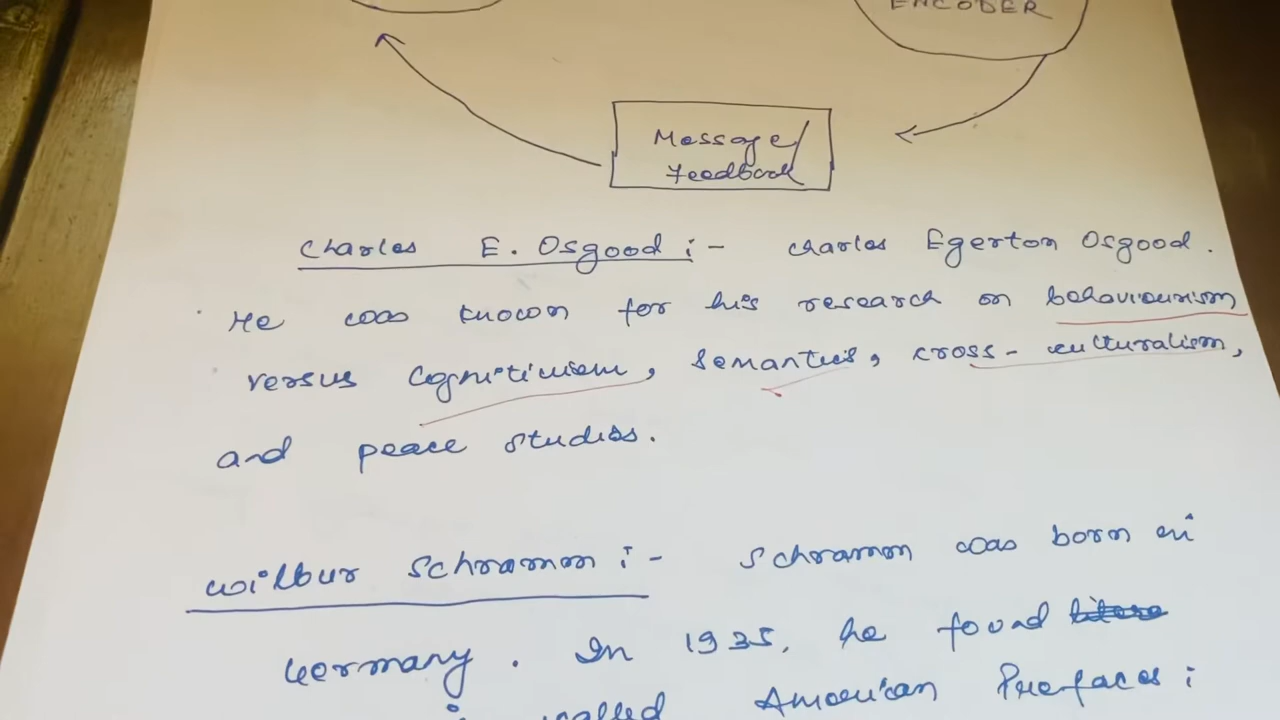 ENCODER
Message/
Feedback
Charles E. Osgood :- Charles Egerton Osgood.
He was known for his research on behaviourism
versus cognitivism, semantics, cross-culturalism,
and peace studies.
Wilbur Schramm :- Schramm was born in
Germany. In 1935, he found
called American Prefaces :